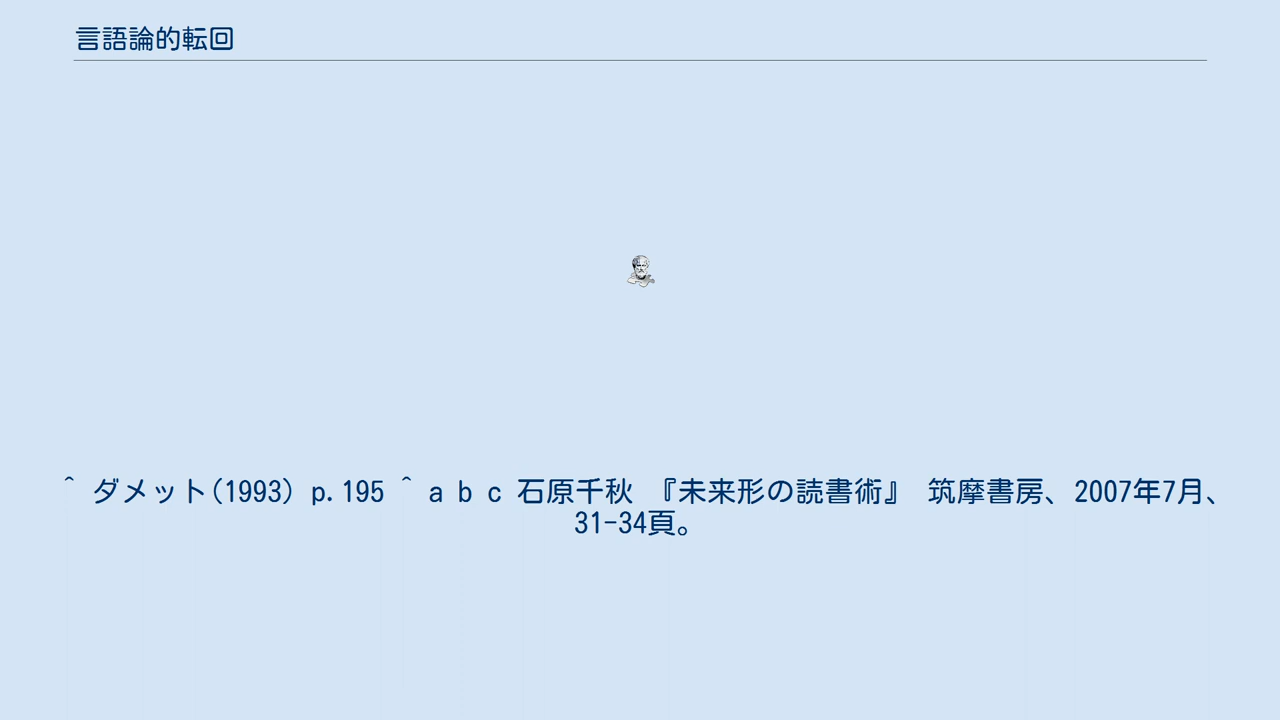 言語論的転回
^ ダメット(1993) p.195 ^ a b c 石原千秋 『未来形の読書術』 筑摩書房、2007年7月、
31-34頁。